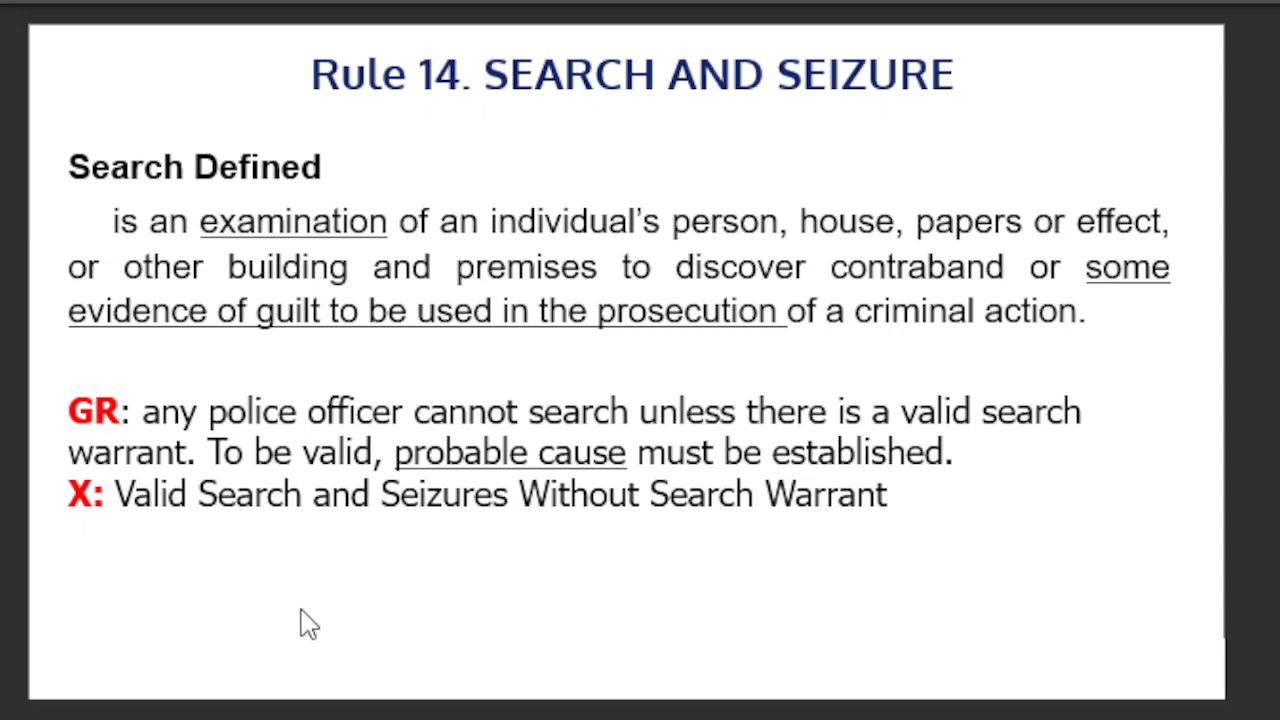 Rule 14. SEARCH AND SEIZURE
Search Defined
is an examination of an individual's person, house, papers or effect,
or other building and premises to discover contraband or some
evidence of guilt to be used in the prosecution of a criminal action.
GR: any police officer cannot search unless there is a valid search
warrant. To be valid, probable cause must be established.
X: Valid Search and Seizures Without Search Warrant